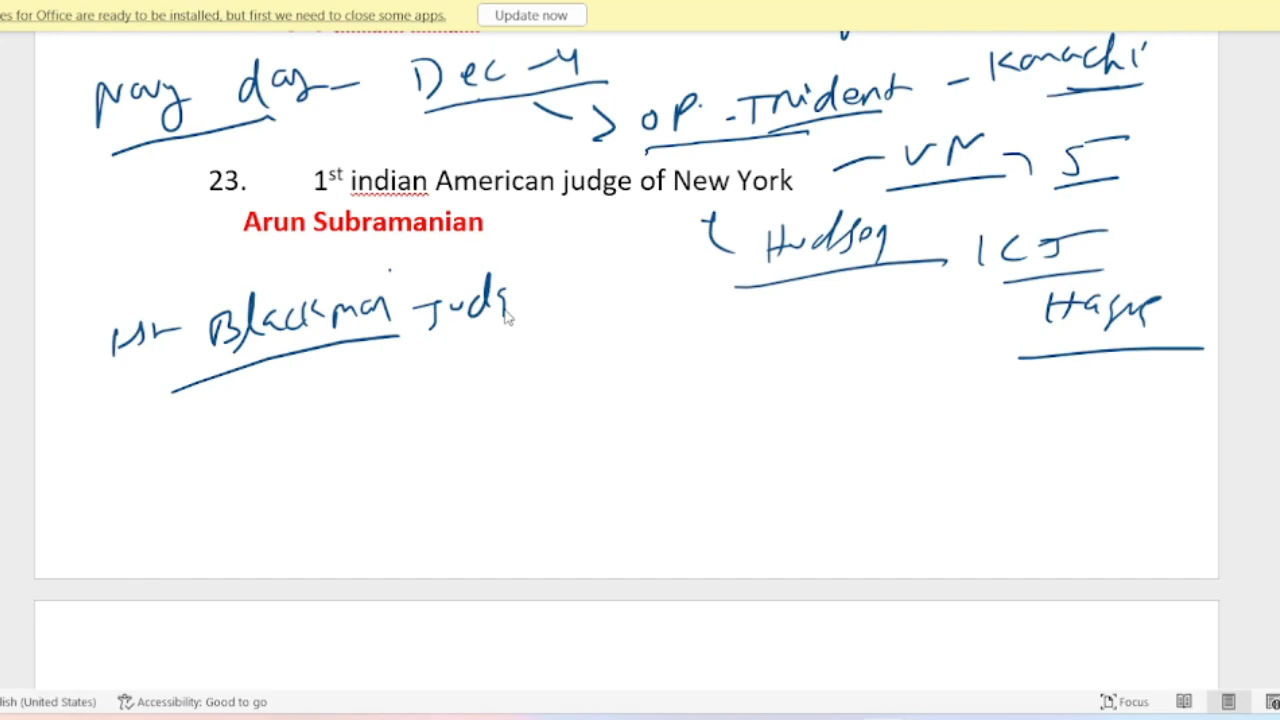 es for Office are ready to be installed, but first we need to close some apps. Update now
Navy day - Dec - 4
> OP. - Trident - Karachi
23. 1st indian American judge of New York
Arun Subramanian
- UN 5
Hudson ICJ
Hague
1st Blackman Judg
lish (United States) Accessibility: Good to go Focus